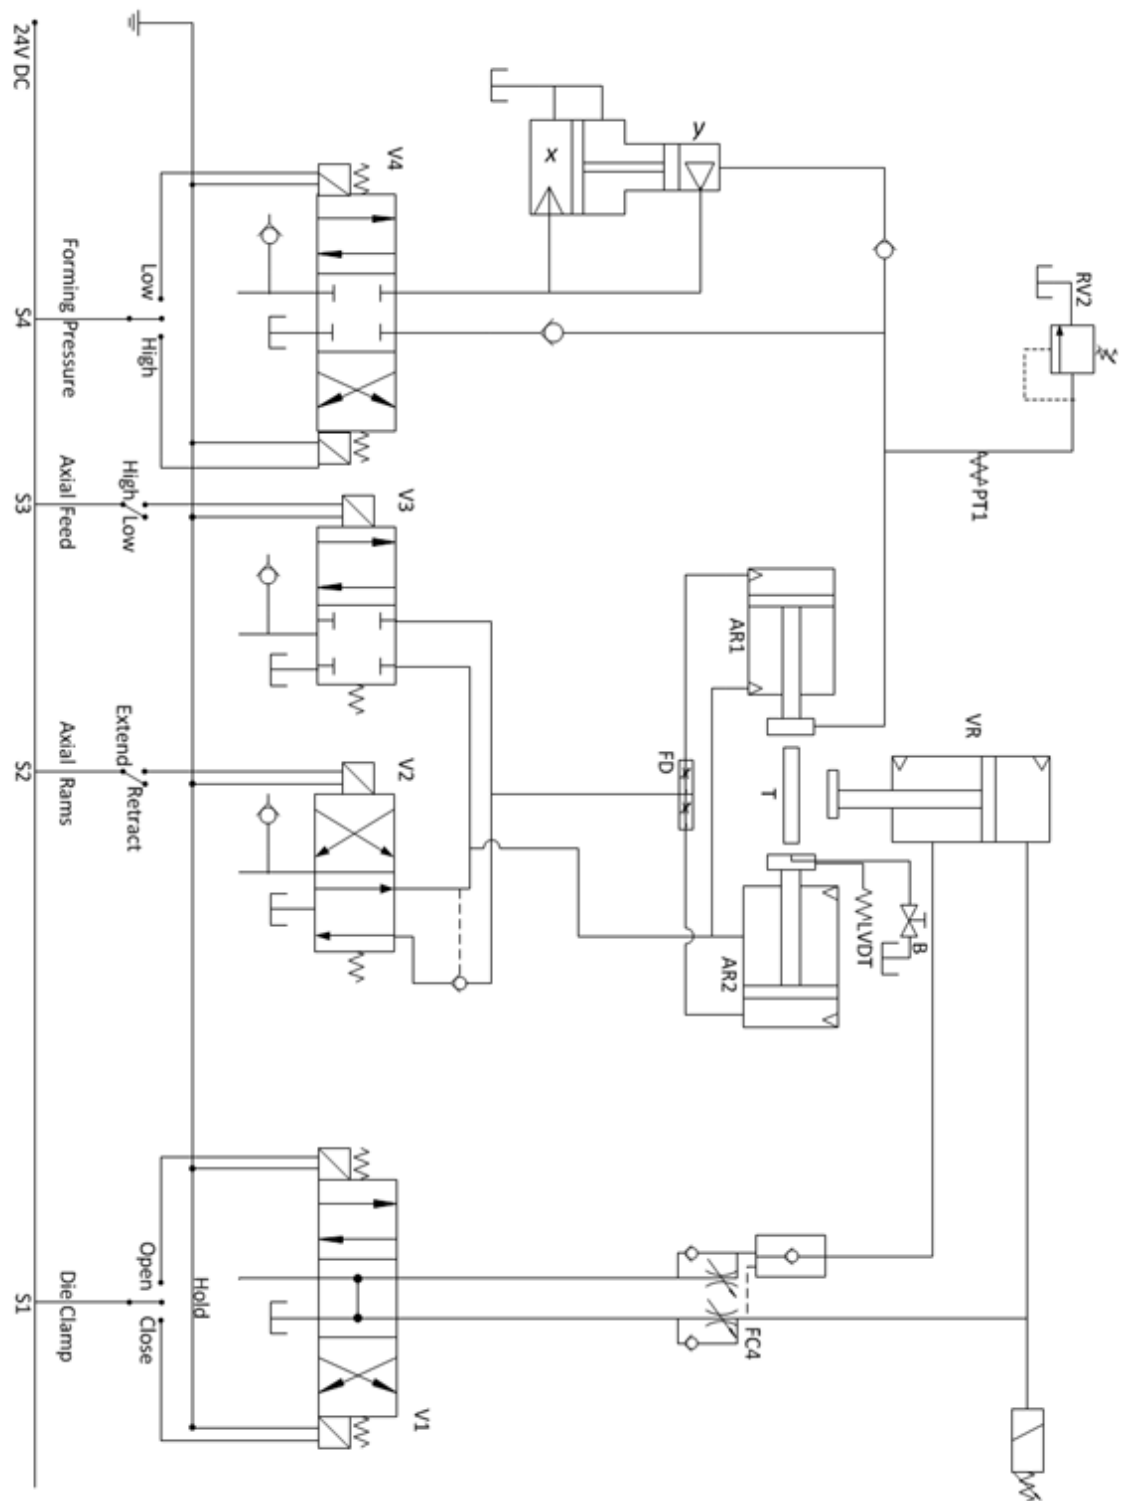 RV2
PT1
y
x
V4
AR1
VR
V3
FD
T
LVDT
B
AR2
V2
FC4
V1
Low
High
High
Low
Extend
Retract
Hold
Open
Close
Forming Pressure
Axial Feed
Axial Rams
Die Clamp
24V DC
S4
S3
S2
S1